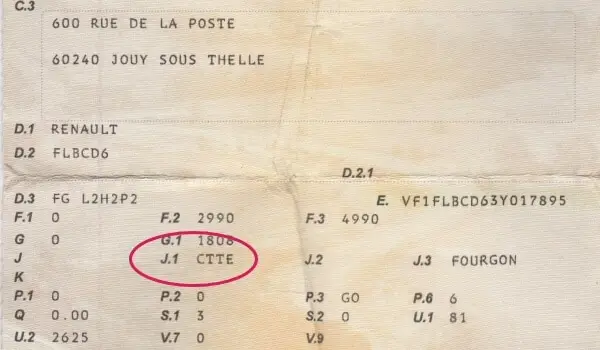 C.3
600 RUE DE LA POSTE
60240 JOUY SOUS THELLE
D.1 RENAULT
D.2 FLBCD6
D.2.1
D.3 FG L2H2P2 E. VF1FLBCD63Y017895
F.1 0 F.2 2990 F.3 4990
G 0 G.1 1808
J J.1 CTTE J.2 J.3 FOURGON
K
P.1 0 P.2 0 P.3 GO P.6 6
Q 0.00 S.1 3 S.2 0 U.1 81
U.2 2625 V.7 0 V.9